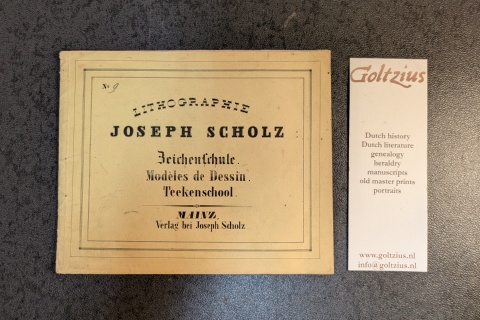 No 9
LITHOGRAPHIE
JOSEPH SCHOLZ
Zeichenschule.
Modèles de Dessin.
Teekenschool.
MAINZ,
Verlag bei Joseph Scholz
Goltzius
Dutch history
Dutch literature
genealogy
heraldry
manuscripts
old master prints
portraits
www.goltzius.nl
info@goltzius.nl